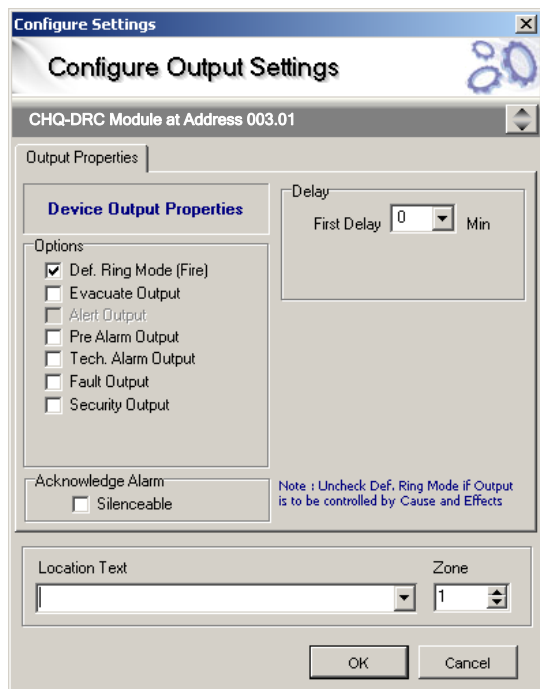 Configure Settings
Configure Output Settings
CHQ-DRC Module at Address 003.01
Output Properties
Device Output Properties
Options
Def. Ring Mode (Fire)
Evacuate Output
Alert Output
Pre Alarm Output
Tech. Alarm Output
Fault Output
Security Output
Acknowledge Alarm
Silenceable
Delay
First Delay 0 Min
Note : Uncheck Def. Ring Mode if Output
is to be controlled by Cause and Effects
Location Text
Zone
1
OK
Cancel